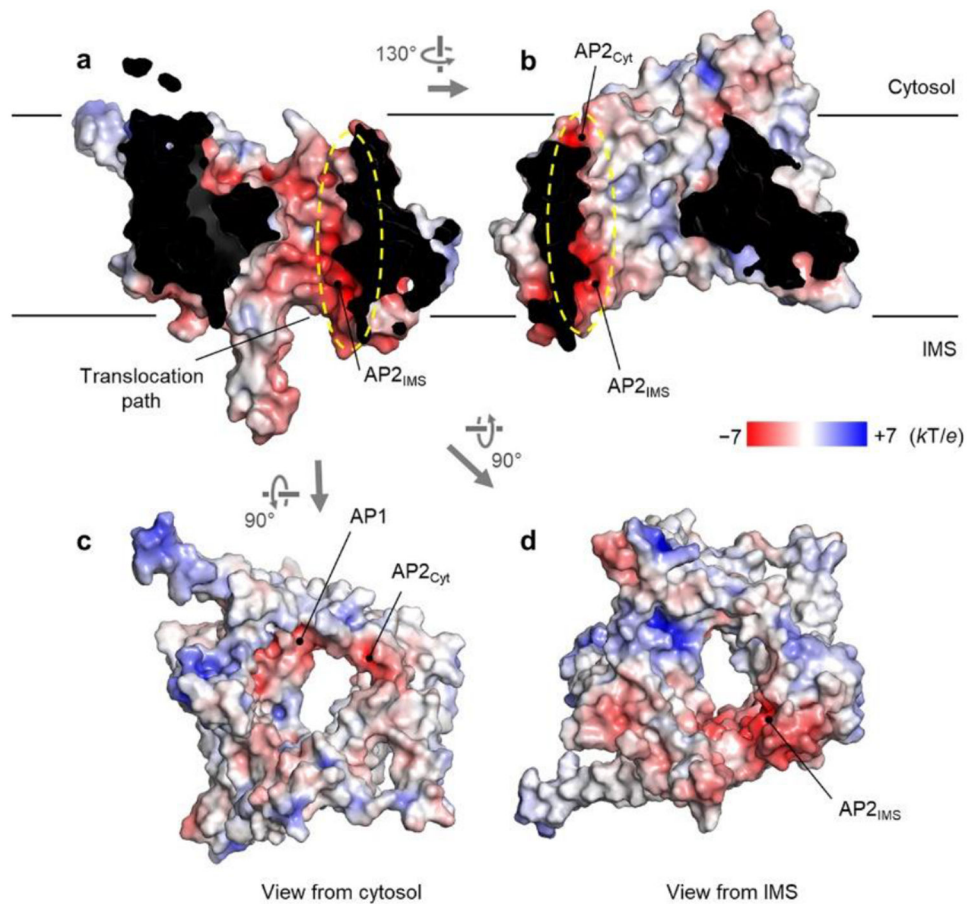 a
130°
b
AP2Cyt
Cytosol
IMS
Translocation
path
AP2IMS
AP2IMS
−7 +7 (kT/e)
90°
90°
c
AP1
AP2Cyt
d
AP2IMS
View from cytosol
View from IMS